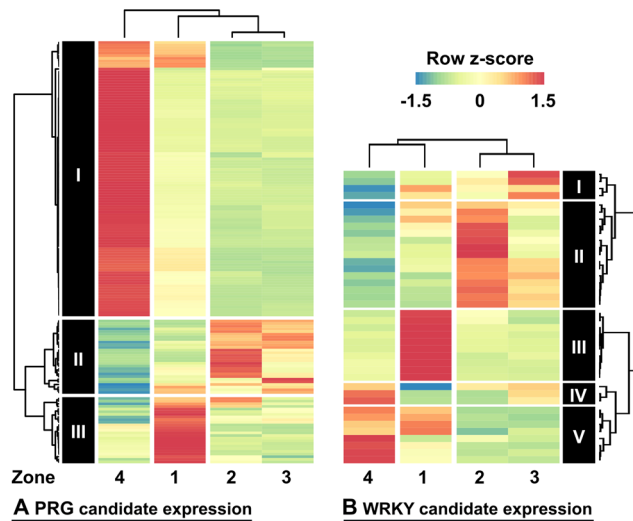 Row z-score
-1.5 0 1.5
I
II
III
I
II
III
IV
V
Zone 4 1 2 3
4 1 2 3
A PRG candidate expression
B WRKY candidate expression